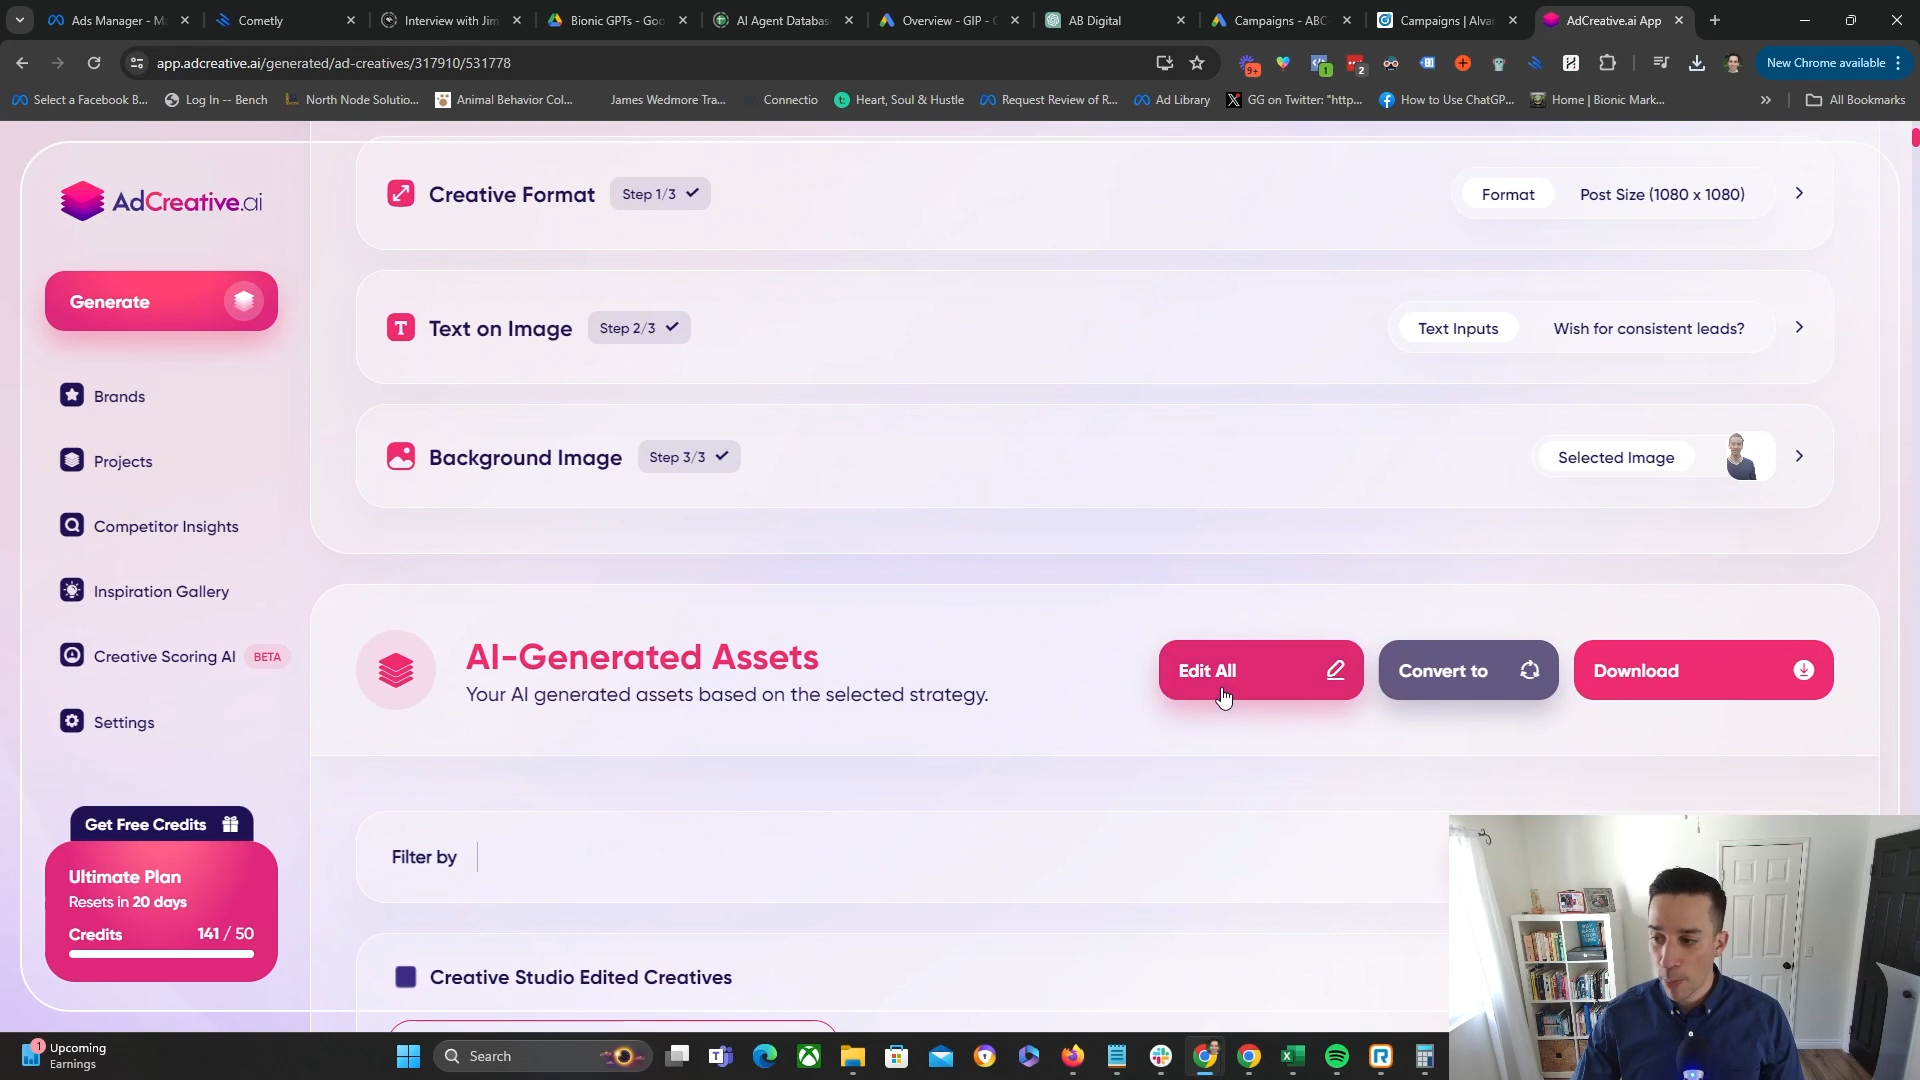 Ads Manager - M
Cometly
Interview with Jim
Bionic GPTs - Goo
AI Agent Databas
Overview - GIP - G
AB Digital
Campaigns - ABC
Campaigns | Alvar
AdCreative.ai App
app.adcreative.ai/generated/ad-creatives/317910/531778
9+
1
2
New Chrome available
Select a Facebook B...
Log In -- Bench
North Node Solutio...
Animal Behavior Col...
James Wedmore Tra...
Connectio
Heart, Soul & Hustle
Request Review of R...
Ad Library
GG on Twitter: "http...
How to Use ChatGP...
Home | Bionic Mark...
All Bookmarks
AdCreative.ai
Generate
Brands
Projects
Competitor Insights
Inspiration Gallery
Creative Scoring AI BETA
Settings
Get Free Credits
Ultimate Plan
Resets in 20 days
Credits 141 / 50
Creative Format Step 1/3
Format Post Size (1080 x 1080)
T Text on Image Step 2/3
Text Inputs Wish for consistent leads?
Background Image Step 3/3
Selected Image
AI-Generated Assets
Your AI generated assets based on the selected strategy.
Edit All
Convert to
Download
Filter by
Creative Studio Edited Creatives
1
Upcoming
Earnings
Search